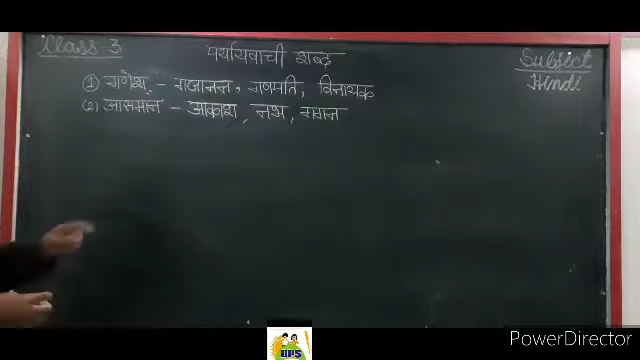 Class-3
पर्यायवाची शब्द
Subject
Hindi
(1) गणेश - गजानन, गणपति, विनायक
(2) आसमान - आकाश, नभ, गगन
DPS
PowerDirector